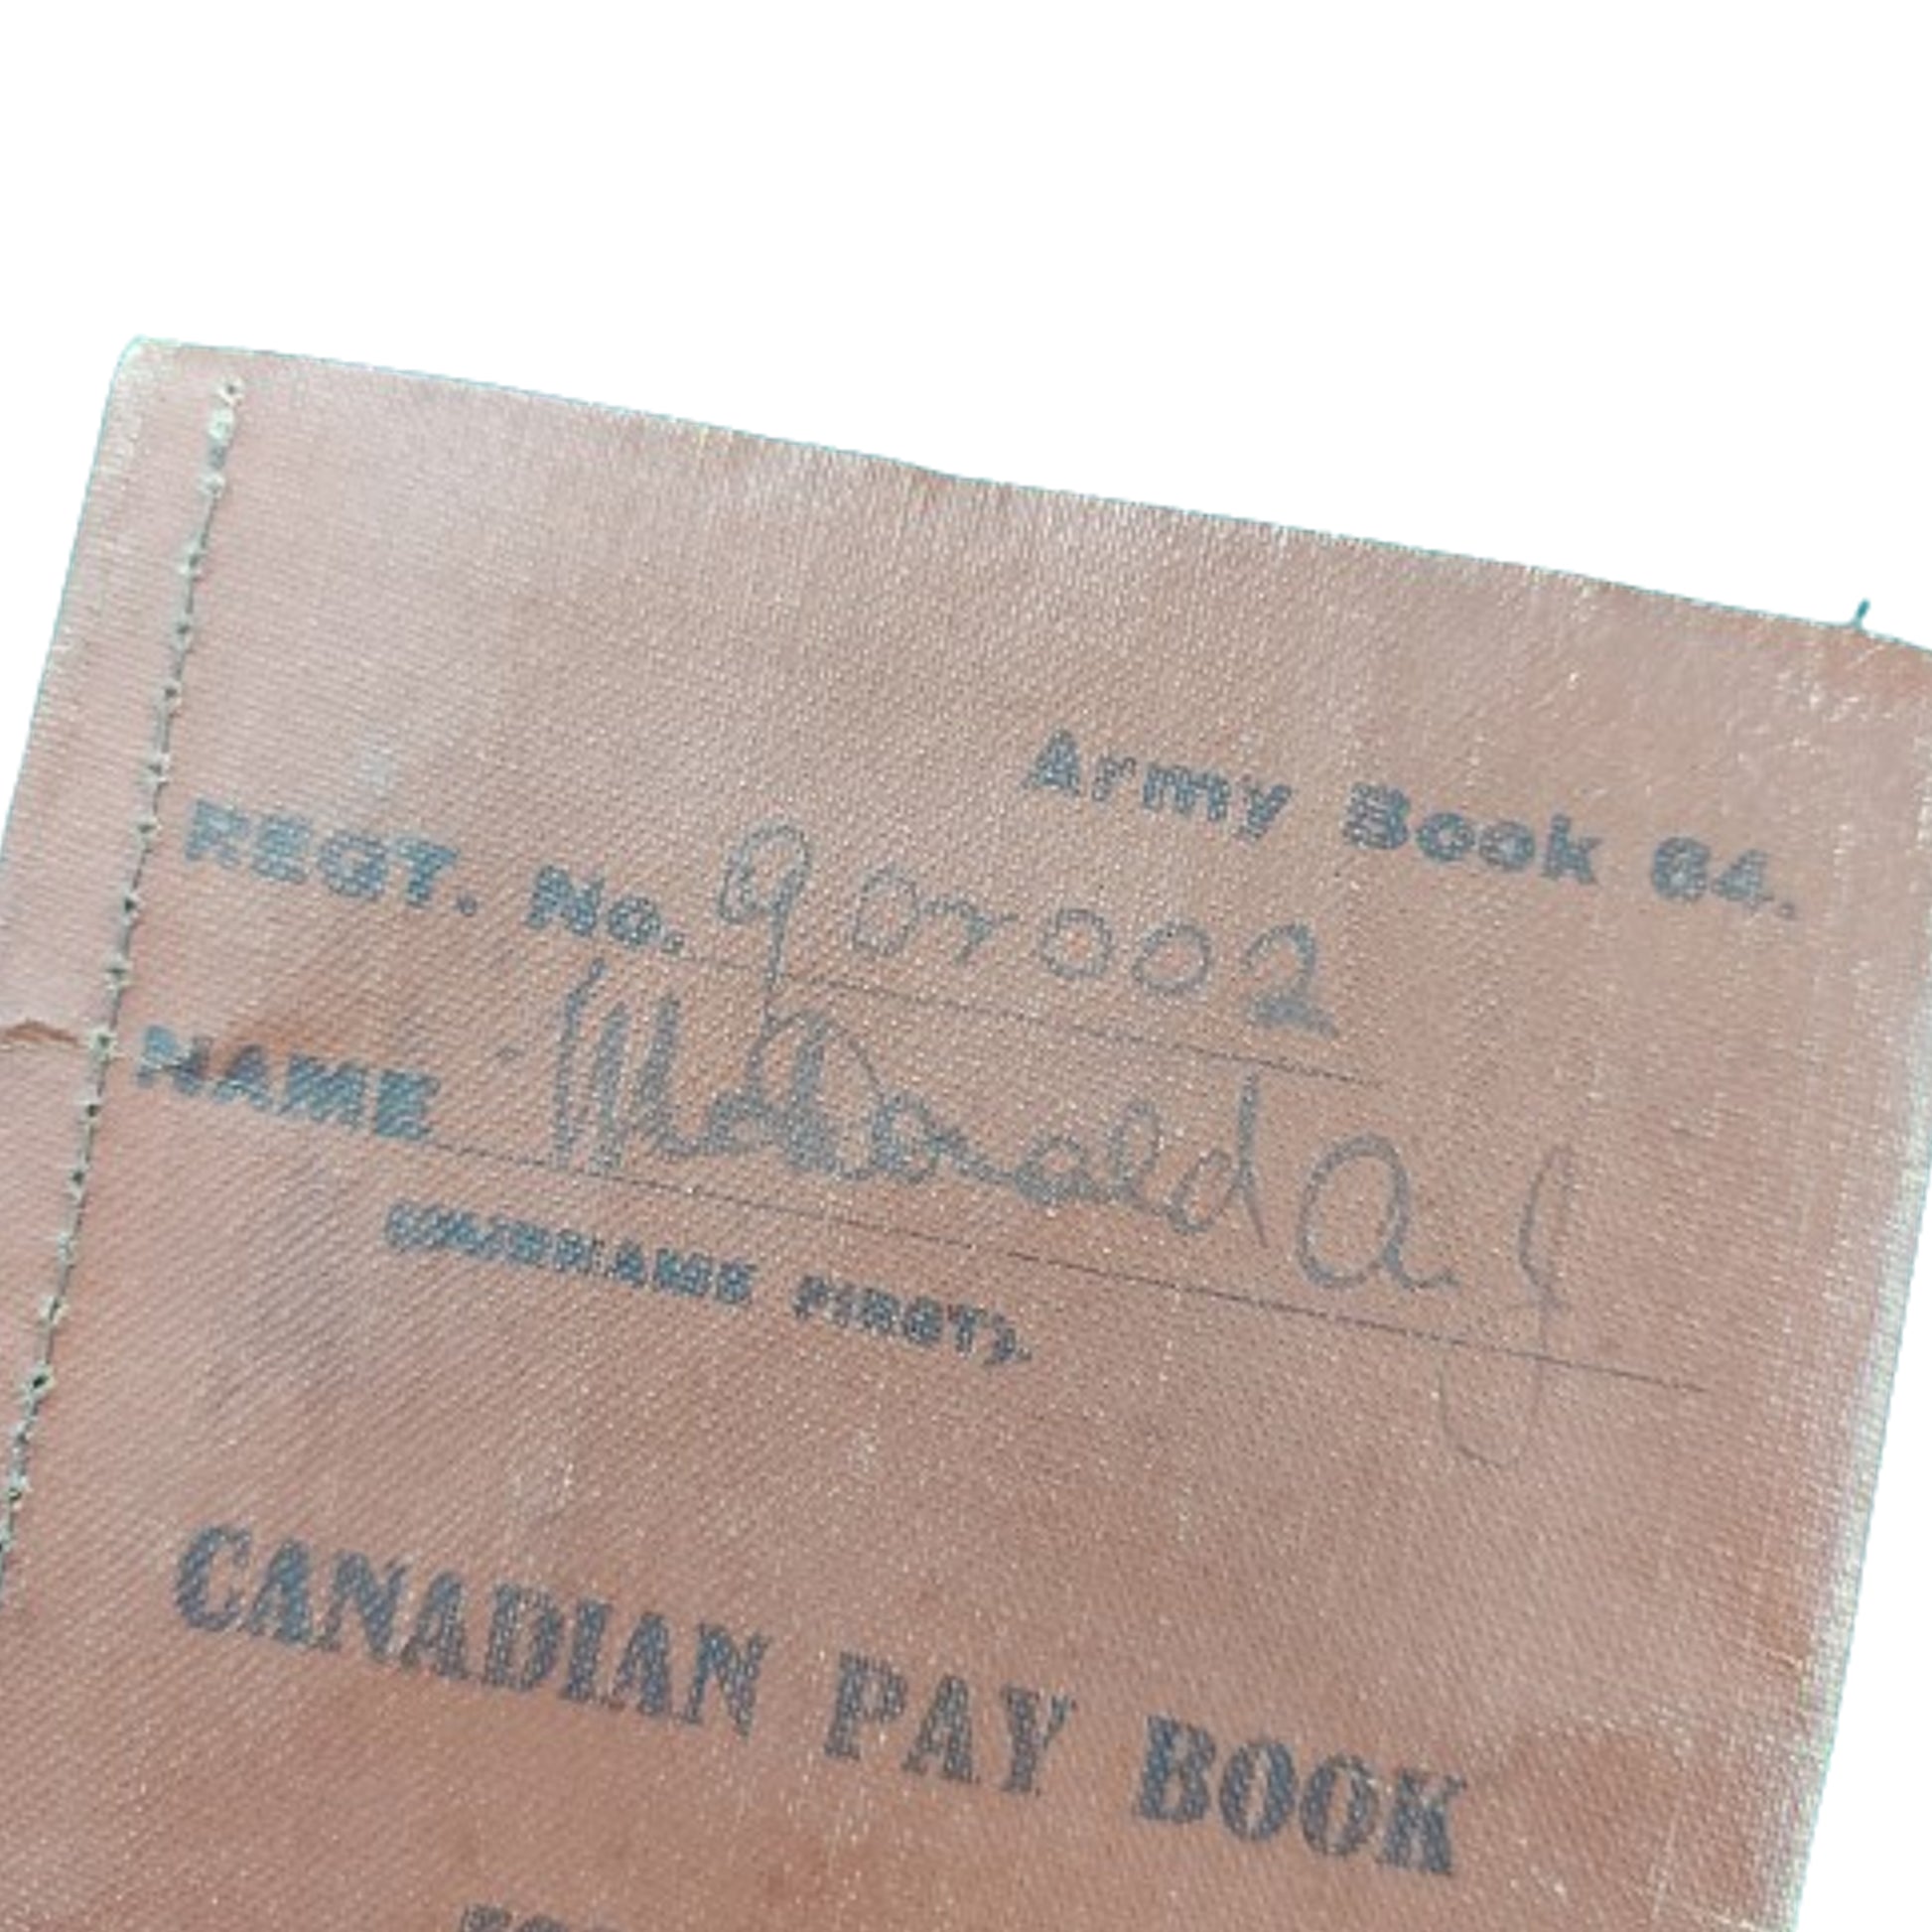 Army Book 64.
REGT. No. 907002
NAME McDonald A. J
(SURNAME FIRST).
CANADIAN PAY BOOK